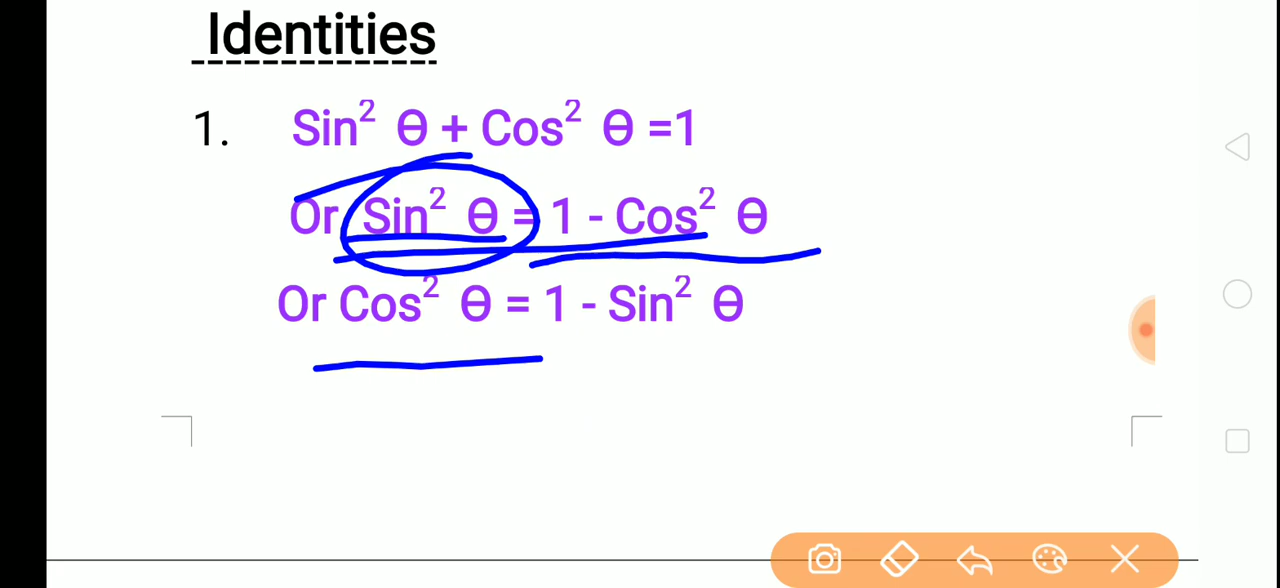 Identities
1. Sin² Θ + Cos² Θ =1
Or Sin² Θ = 1 - Cos² Θ
Or Cos² Θ = 1 - Sin² Θ